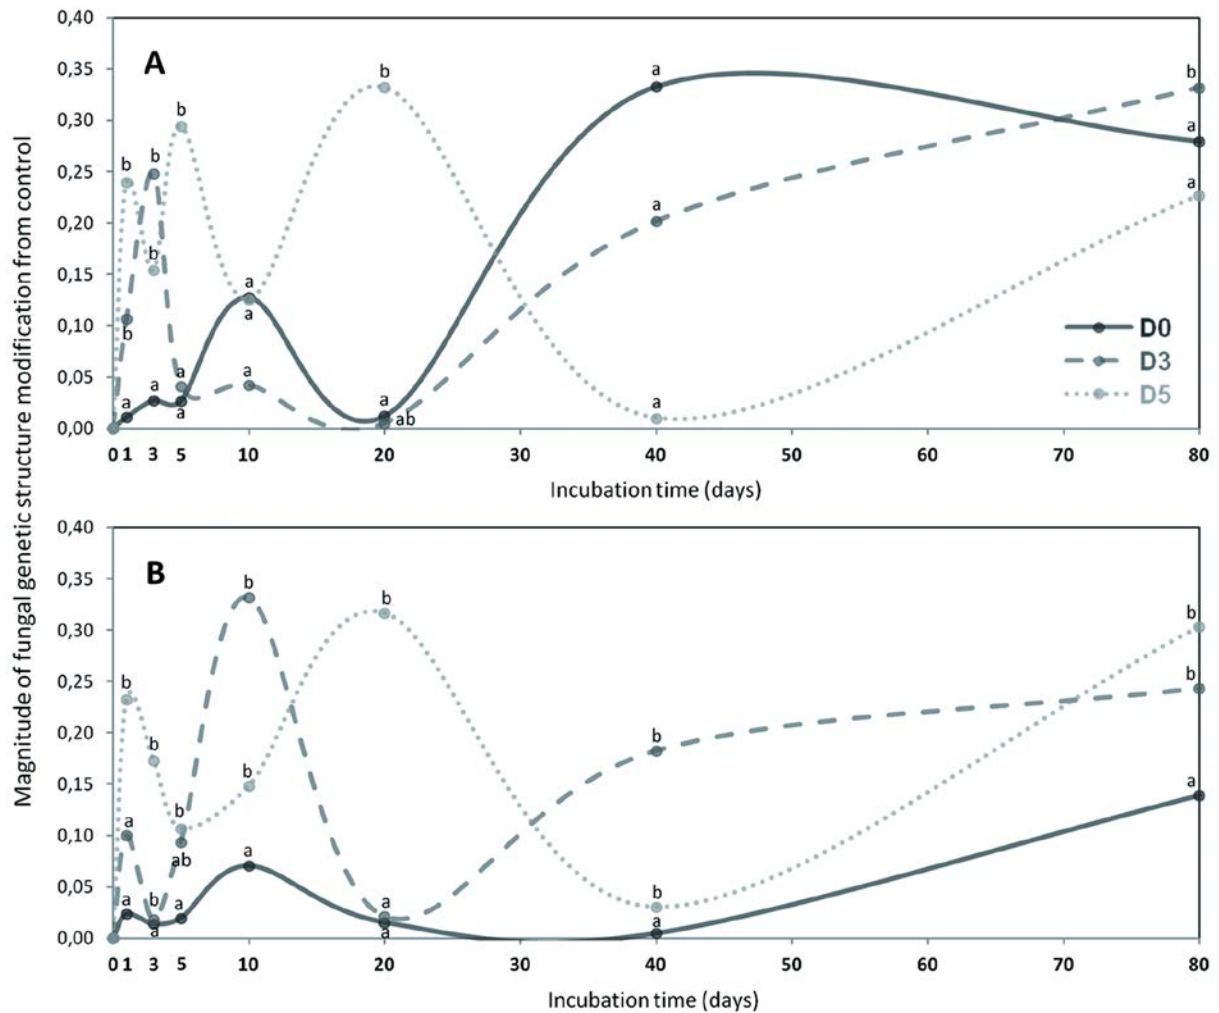 Magnitude of fungal genetic structure modification from control
0,40
A
0,35
0,30
0,25
0,20
0,15
0,10
0,05
0,00
b
b
b
b
b
b
a
a
a
a
a
a
a
a
b
a
ab
a
a
a
b
a
a
D0
D3
D5
0 1 3 5 10 20 30 40 50 60 70 80
Incubation time (days)
0,40
B
0,35
0,30
0,25
0,20
0,15
0,10
0,05
0,00
b
a
a
b
b
a
b
ab
a
b
b
a
b
a
a
b
b
a
b
b
a
0 1 3 5 10 20 30 40 50 60 70 80
Incubation time (days)